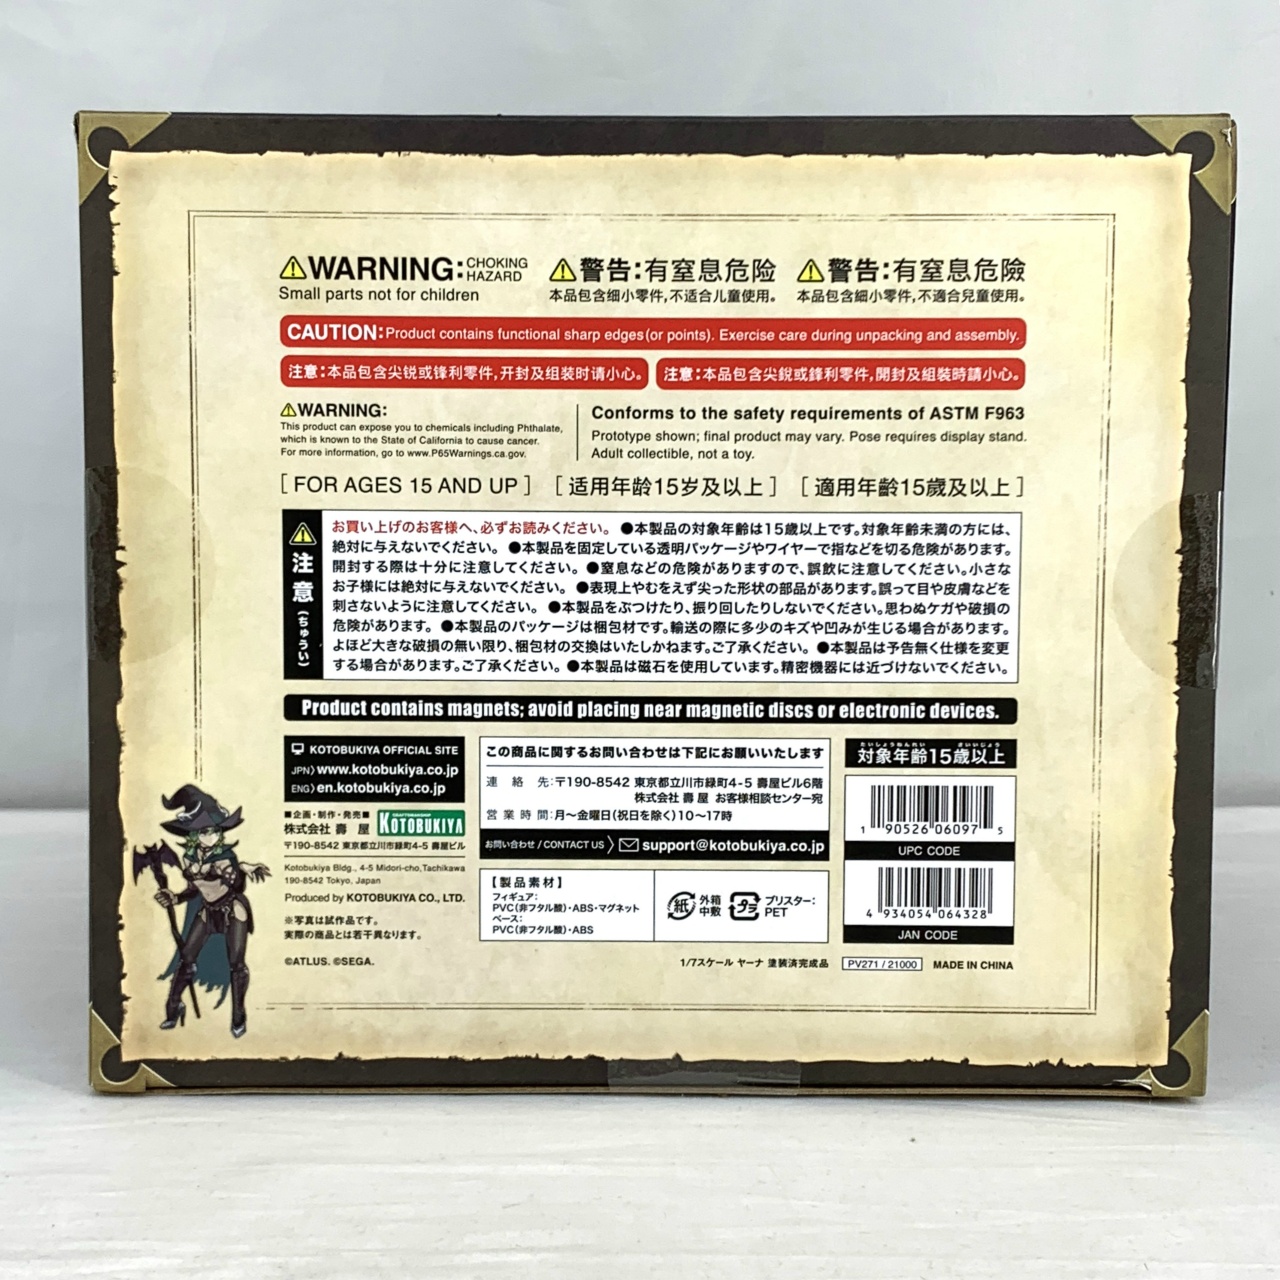 WARNING: CHOKING HAZARD
Small parts not for children
警告:有窒息危险
本品包含细小零件,不适合儿童使用。
警告:有窒息危險
本品包含細小零件,不適合兒童使用。
CAUTION: Product contains functional sharp edges(or points). Exercise care during unpacking and assembly.
注意:本品包含尖锐或锋利零件,开封及组装时请小心。
注意:本品包含尖銳或鋒利零件,開封及組裝時請小心。
WARNING:
This product can expose you to chemicals including Phthalate,
which is known to the State of California to cause cancer.
For more information, go to www.P65Warnings.ca.gov.
Conforms to the safety requirements of ASTM F963
Prototype shown; final product may vary. Pose requires display stand.
Adult collectible, not a toy.
[FOR AGES 15 AND UP] [适用年龄15岁及以上] [適用年齡15歲及以上]
注意(ちゅうい)
お買い上げのお客様へ、必ずお読みください。 ●本製品の対象年齢は15歳以上です。対象年齢未満の方には、
絶対に与えないでください。 ●本製品を固定している透明パッケージやワイヤーで指などを切る危険があります。
開封する際は十分に注意してください。 ●窒息などの危険がありますので、誤飲に注意してください。小さな
お子様には絶対に与えないでください。 ●表現上やむをえず尖った形状の部品があります。誤って目や皮膚などを
刺さないように注意してください。 ●本製品をぶつけたり、振り回したりしないでください。思わぬケガや破損の
危険があります。 ●本製品のパッケージは梱包材です。輸送の際に多少のキズや凹みが生じる場合があります。
よほど大きな破損の無い限り、梱包材の交換はいたしかねます。ご了承ください。 ●本製品は予告無く仕様を変更
する場合があります。ご了承ください。 ●本製品は磁石を使用しています。精密機器には近づけないでください。
Product contains magnets; avoid placing near magnetic discs or electronic devices.
KOTOBUKIYA OFFICIAL SITE
JPN〉www.kotobukiya.co.jp
ENG〉en.kotobukiya.co.jp
■企画・制作・発売■
株式会社 壽 屋
CRAFTSMANSHIP
KOTOBUKIYA
〒190-8542 東京都立川市緑町4-5 壽屋ビル
Kotobukiya Bldg., 4-5 Midori-cho,Tachikawa
190-8542 Tokyo, Japan
Produced by KOTOBUKIYA CO., LTD.
※写真は試作品です。
実際の商品とは若干異なります。
©ATLUS. ©SEGA.
この商品に関するお問い合わせは下記にお願いいたします
連絡先:〒190-8542 東京都立川市緑町4-5 壽屋ビル6階
株式会社 壽屋 お客様相談センター宛
営業時間:月〜金曜日(祝日を除く)10〜17時
お問い合わせ / CONTACT US 〉 support@kotobukiya.co.jp
【製品素材】
フィギュア:
PVC(非フタル酸)・ABS・マグネット
ベース:
PVC(非フタル酸)・ABS
紙 外箱 中敷 プラ ブリスター: PET
1/7スケール ヤーナ 塗装済完成品
PV271 / 21000
MADE IN CHINA
たいしょうねんれい さいいじょう
対象年齢15歳以上
1 90526 06097 5
UPC CODE
4 934054 064328
JAN CODE